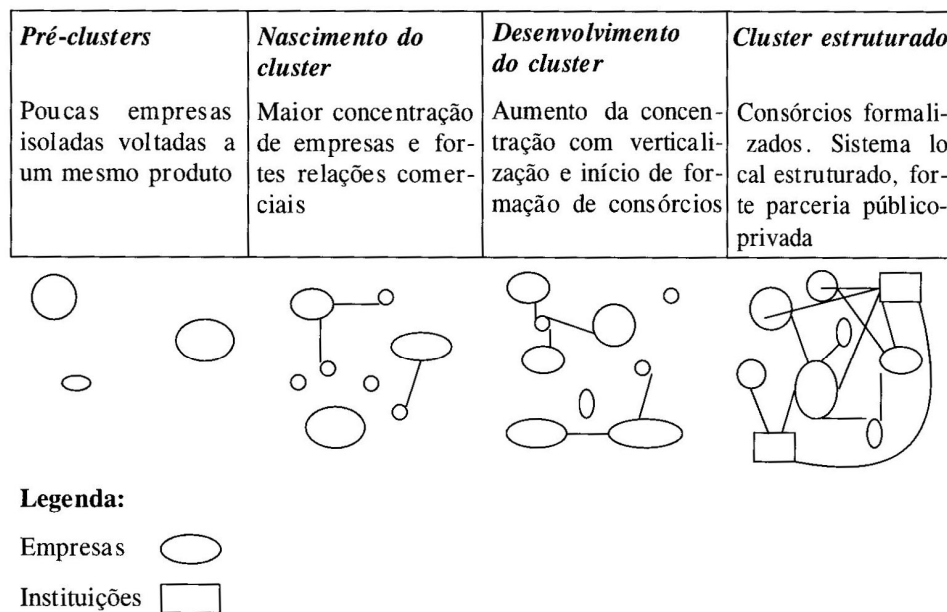 Pré-clusters
Poucas empresas
isoladas voltadas a
um mesmo produto
Nascimento do
cluster
Maior concentração
de empresas e for-
tes relações comer-
ciais
Desenvolvimento
do cluster
Aumento da concen-
tração com verticali-
zação e início de for-
mação de consórcios
Cluster estruturado
Consórcios formali-
zados. Sistema lo
cal estruturado, for-
te parceria público-
privada
Legenda:
Empresas
Instituições